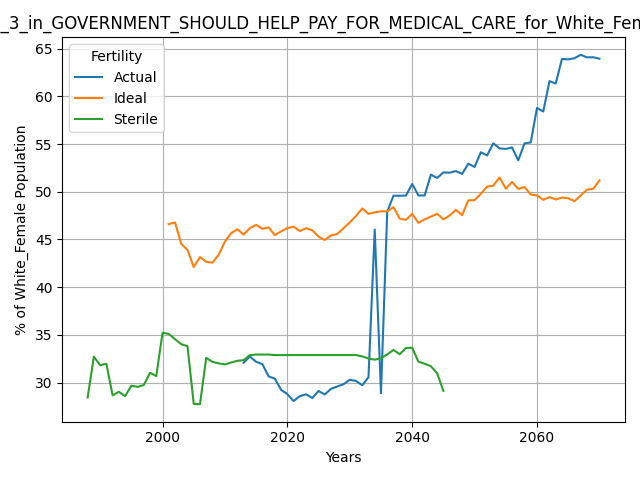 _3_in_GOVERNMENT_SHOULD_HELP_PAY_FOR_MEDICAL_CARE_for_White_Fem
Fertility
Actual
Ideal
Sterile
% of White_Female Population
65
60
55
50
45
40
35
30
2000
2020
2040
2060
Years